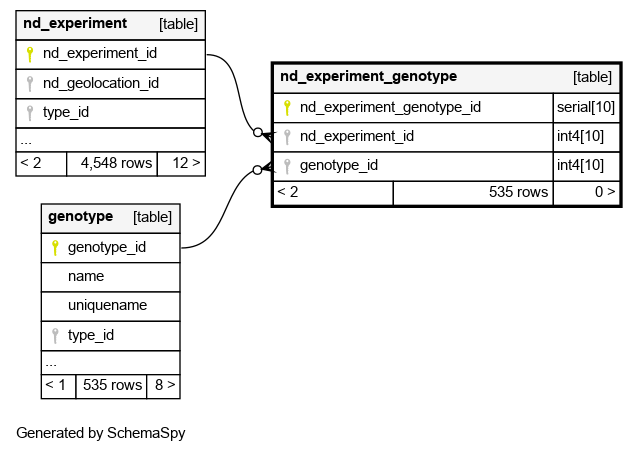 nd_experiment [table]
nd_experiment_id
nd_geolocation_id
type_id
...
< 2 4,548 rows 12 >
nd_experiment_genotype [table]
nd_experiment_genotype_id serial[10]
nd_experiment_id int4[10]
genotype_id int4[10]
< 2 535 rows 0 >
genotype [table]
genotype_id
name
uniquename
type_id
...
< 1 535 rows 8 >
Generated by SchemaSpy